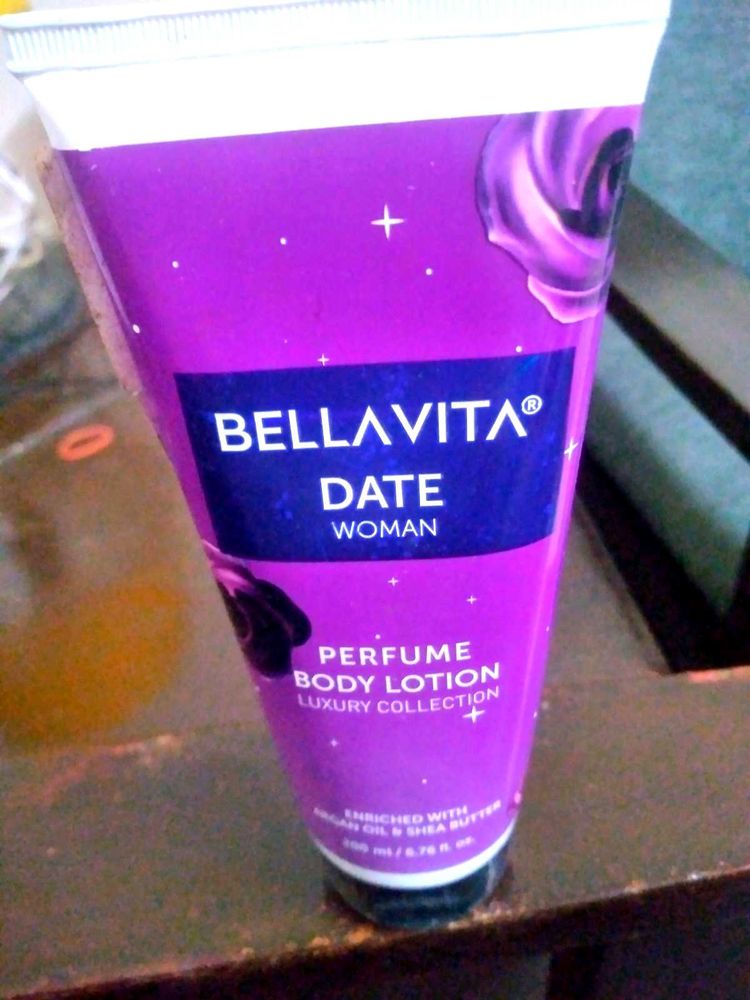 BELLAVITA®
DATE
WOMAN
PERFUME
BODY LOTION
LUXURY COLLECTION
ENRICHED WITH
ARGAN OIL & SHEA BUTTER
200 ml / 6.76 fl. oz.